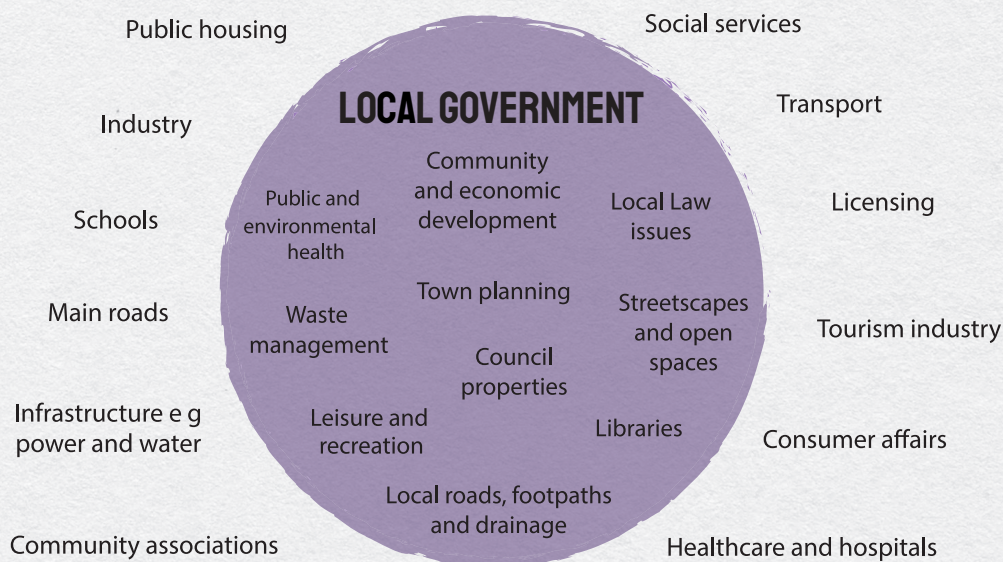 Public housing
Social services
LOCAL GOVERNMENT
Transport
Industry
Community
and economic
development
Public and
environmental
health
Local Law
issues
Licensing
Schools
Town planning
Streetscapes
and open
spaces
Main roads
Waste
management
Tourism industry
Council
properties
Infrastructure e g
power and water
Leisure and
recreation
Libraries
Consumer affairs
Local roads, footpaths
and drainage
Community associations
Healthcare and hospitals